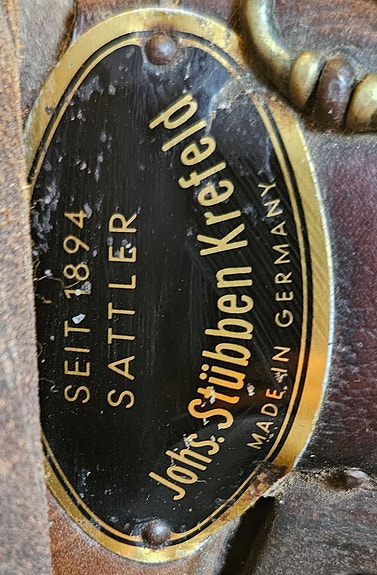 SEIT 1894
SATTLER
Johs. Stübben Krefeld
MADE IN GERMANY